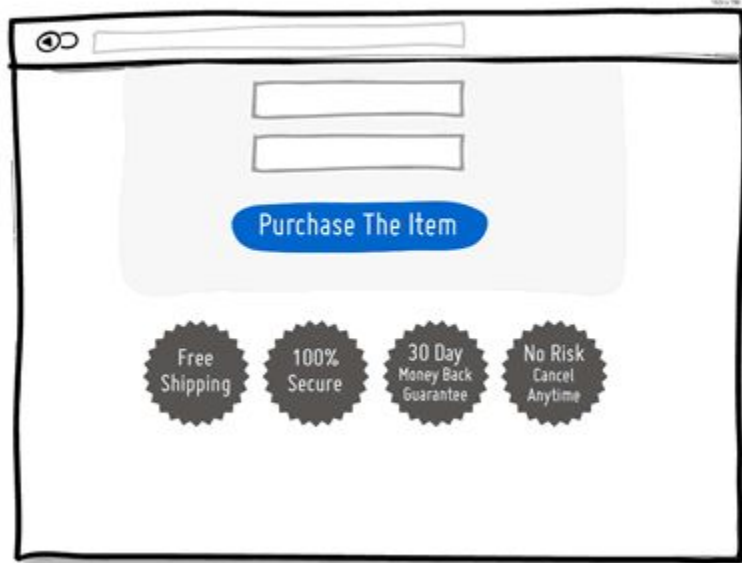 Purchase The Item
Free
Shipping
100%
Secure
30 Day
Money Back
Guarantee
No Risk
Cancel
Anytime